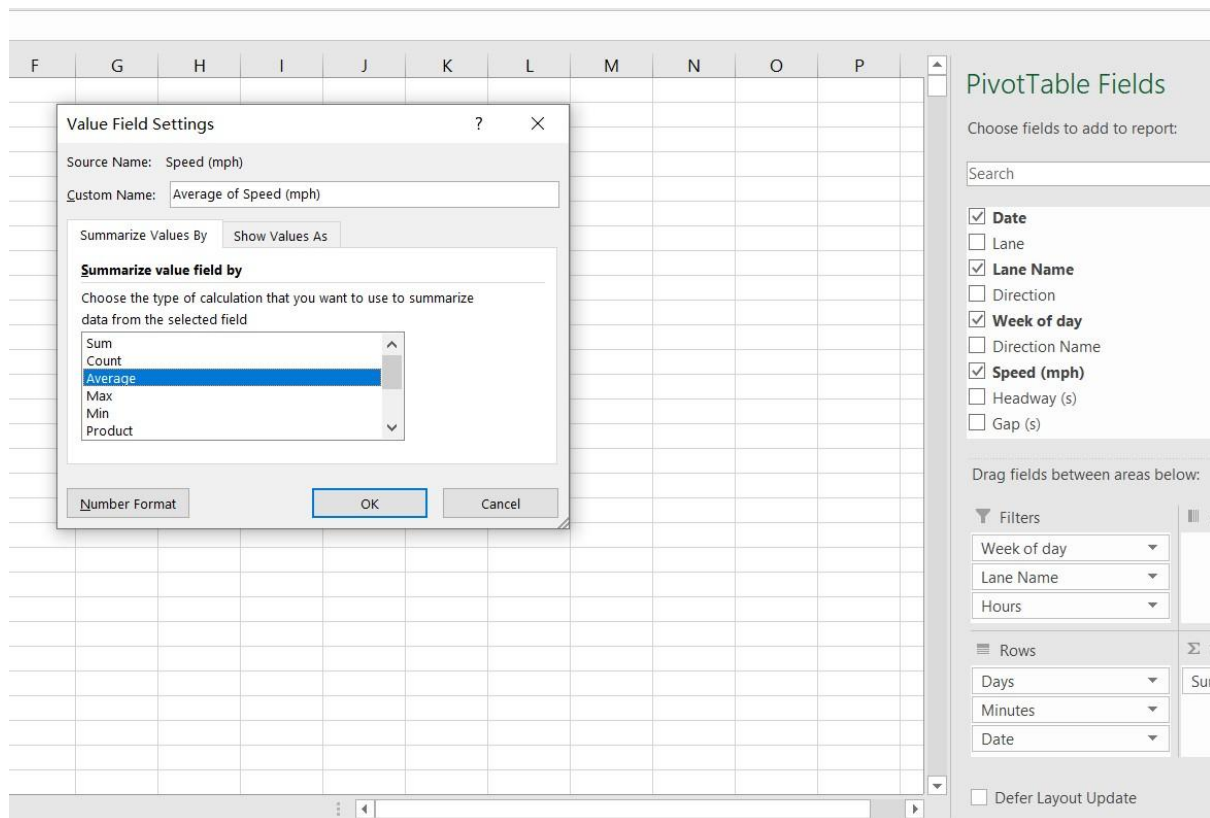 F G H I J K L M N O P
PivotTable Fields
Choose fields to add to report:
Search
Date
Lane
Lane Name
Direction
Week of day
Direction Name
Speed (mph)
Headway (s)
Gap (s)
Drag fields between areas below:
Filters
Week of day
Lane Name
Hours
Rows
Σ
Days
Su
Minutes
Date
Defer Layout Update
Value Field Settings
?
Source Name: Speed (mph)
Custom Name: Average of Speed (mph)
Summarize Values By Show Values As
Summarize value field by
Choose the type of calculation that you want to use to summarize
data from the selected field
Sum
Count
Average
Max
Min
Product
Number Format OK Cancel